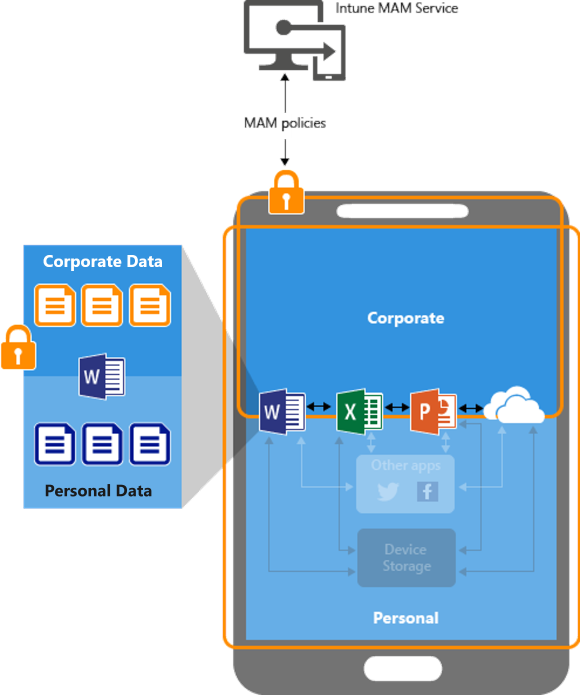 Intune MAM Service
MAM policies
Corporate Data
W
Personal Data
Corporate
W
X
P
Other apps
f
Device
Storage
Personal